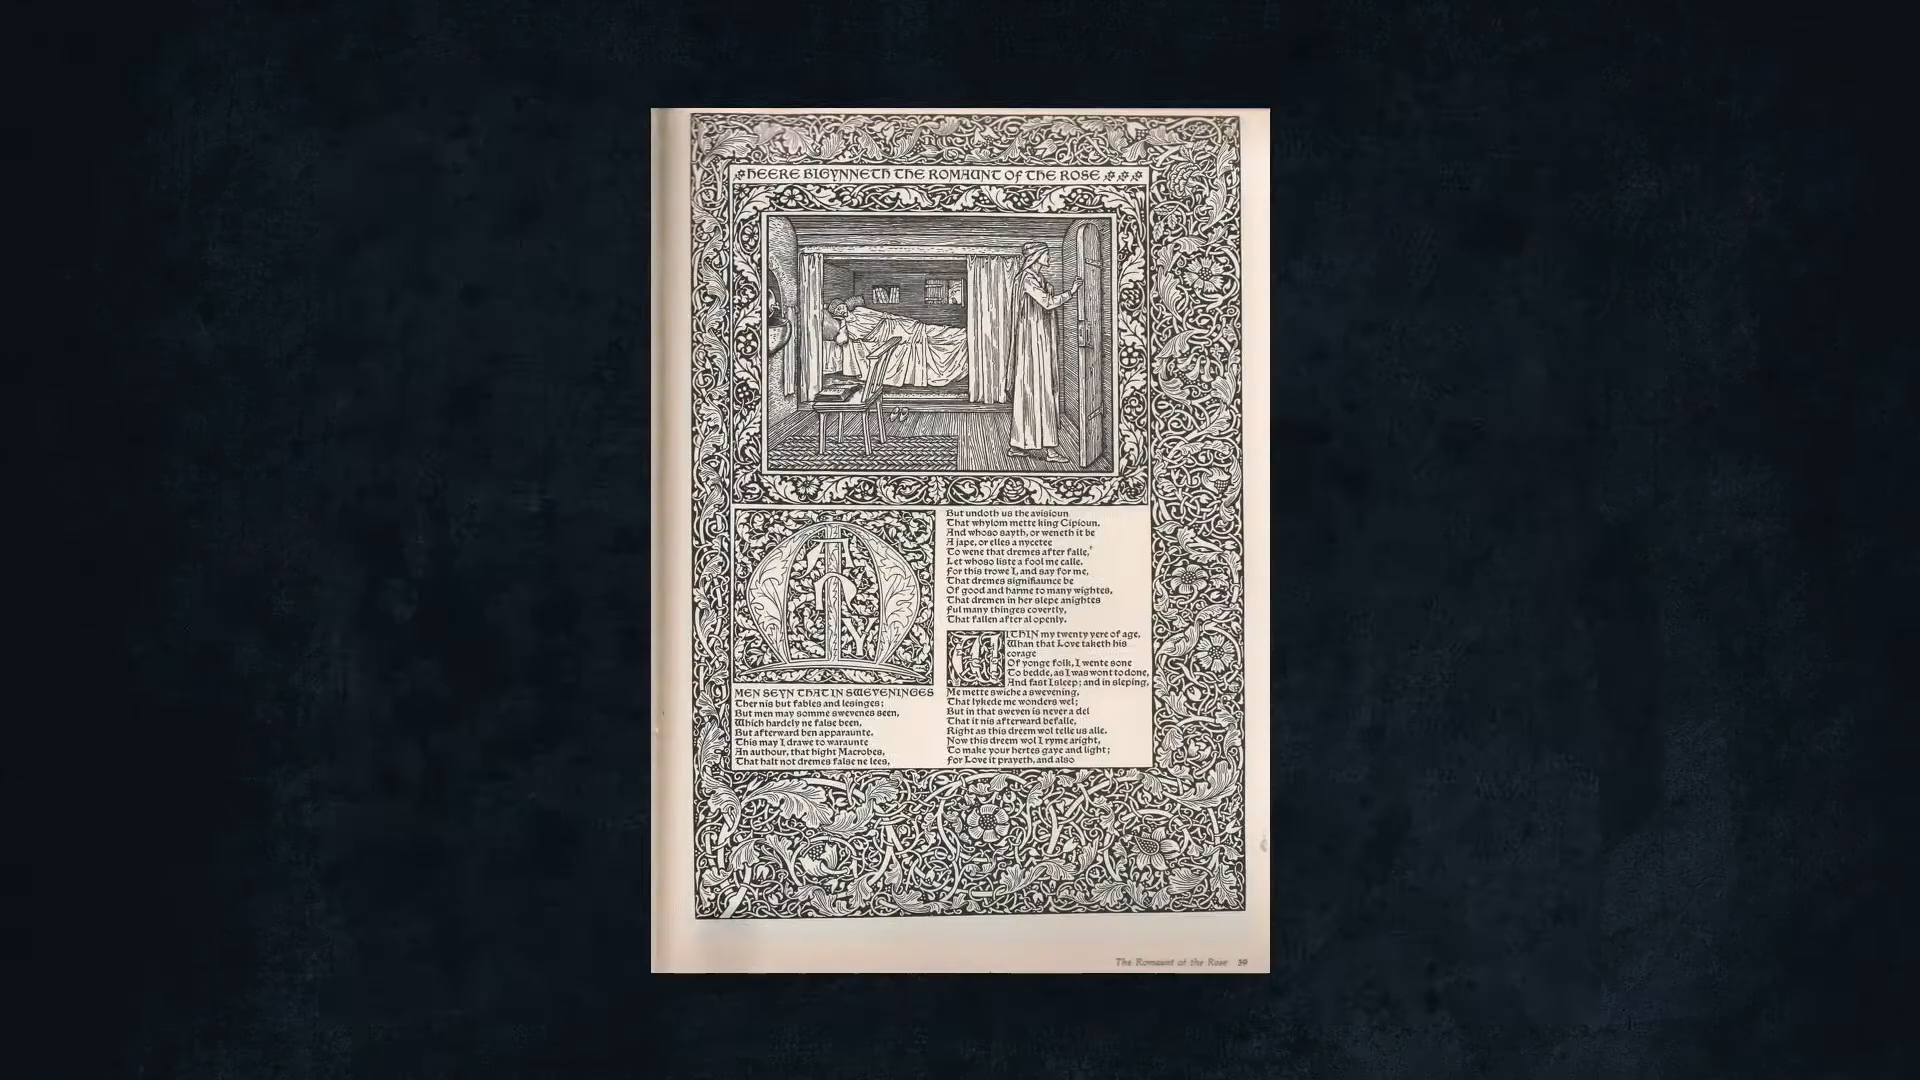 HEERE BIGYNNETH THE ROMAUNT OF THE ROSE
MANY
MEN SEYN THAT IN SWEVENINGES
Ther nis but fables and lesinges;
But men may somme swevenes seen,
Which hardely ne false been,
But afterward ben apparaunte.
This may I drawe to waraunte
An authour, that hight Macrobes,
That halt not dremes false ne lees,
But undoth us the avisioun
That whylom mette king Cipioun.
And whoso sayth, or weneth it be
A jape, or elles a nycetee
To wene that dremes after falle,
Let whoso liste a fool me calle.
For this trowe I, and say for me,
That dremes signifiaunce be
Of good and harme to many wightes,
That dremen in her slepe anightes
Ful many thinges covertly,
That fallen after al openly.
WITHIN my twenty yere of age,
Whan that Love taketh his
corage
Of yonge folk, I wente sone
To bedde, as I was wont to done,
And fast I sleep; and in sleping,
Me mette swiche a swevening,
That lykede me wonders wel;
But in that sweven is never a del
That it nis afterward befalle,
Right as this dreem wol telle us alle.
Now this dreem wol I ryme aright,
To make your hertes gaye and light;
For Love it prayeth, and also
The Romaunt of the Rose 59